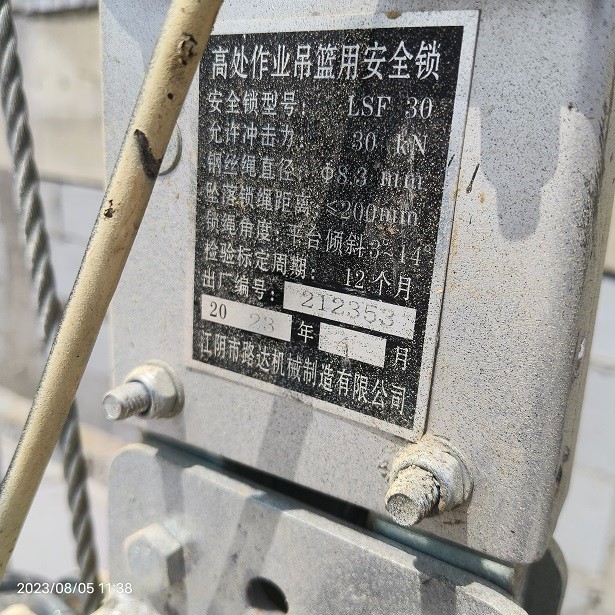 高处作业吊篮用安全锁
安全锁型号: LSF 30
允许冲击力: 30 kN
钢丝绳直径: Φ8.3 mm
坠落锁绳距离: ≤200mm
锁绳角度: 平台倾斜3~14°
检验标定周期: 12个月
出厂编号: 212353
20 23 年 4 月
江阴市路达机械制造有限公司
2023/08/05 11:38